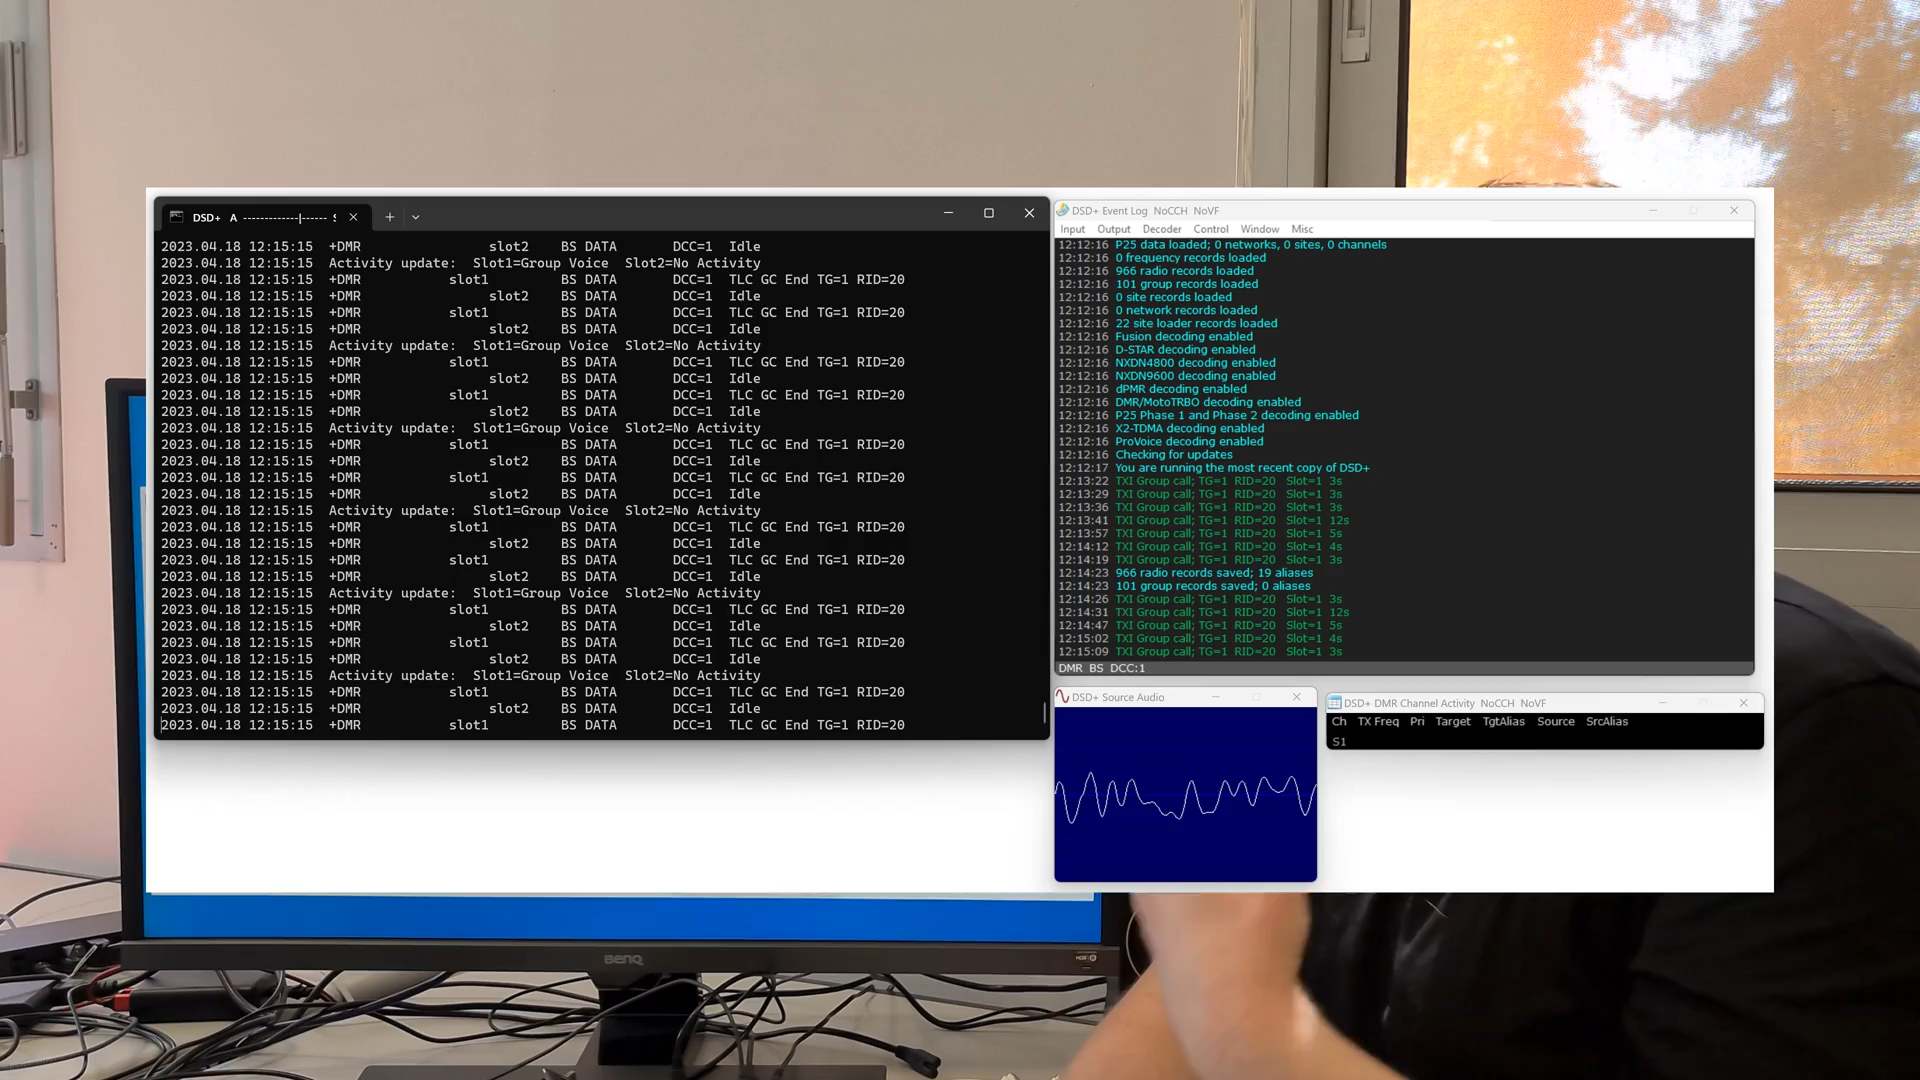 DSD+ A -------------|------ S
2023.04.18 12:15:15 +DMR slot2 BS DATA DCC=1 Idle
2023.04.18 12:15:15 Activity update: Slot1=Group Voice Slot2=No Activity
2023.04.18 12:15:15 +DMR slot1 BS DATA DCC=1 TLC GC End TG=1 RID=20
2023.04.18 12:15:15 +DMR slot2 BS DATA DCC=1 Idle
2023.04.18 12:15:15 +DMR slot1 BS DATA DCC=1 TLC GC End TG=1 RID=20
2023.04.18 12:15:15 +DMR slot2 BS DATA DCC=1 Idle
2023.04.18 12:15:15 Activity update: Slot1=Group Voice Slot2=No Activity
2023.04.18 12:15:15 +DMR slot1 BS DATA DCC=1 TLC GC End TG=1 RID=20
2023.04.18 12:15:15 +DMR slot2 BS DATA DCC=1 Idle
2023.04.18 12:15:15 +DMR slot1 BS DATA DCC=1 TLC GC End TG=1 RID=20
2023.04.18 12:15:15 +DMR slot2 BS DATA DCC=1 Idle
2023.04.18 12:15:15 Activity update: Slot1=Group Voice Slot2=No Activity
2023.04.18 12:15:15 +DMR slot1 BS DATA DCC=1 TLC GC End TG=1 RID=20
2023.04.18 12:15:15 +DMR slot2 BS DATA DCC=1 Idle
2023.04.18 12:15:15 +DMR slot1 BS DATA DCC=1 TLC GC End TG=1 RID=20
2023.04.18 12:15:15 +DMR slot2 BS DATA DCC=1 Idle
2023.04.18 12:15:15 Activity update: Slot1=Group Voice Slot2=No Activity
2023.04.18 12:15:15 +DMR slot1 BS DATA DCC=1 TLC GC End TG=1 RID=20
2023.04.18 12:15:15 +DMR slot2 BS DATA DCC=1 Idle
2023.04.18 12:15:15 +DMR slot1 BS DATA DCC=1 TLC GC End TG=1 RID=20
2023.04.18 12:15:15 +DMR slot2 BS DATA DCC=1 Idle
2023.04.18 12:15:15 Activity update: Slot1=Group Voice Slot2=No Activity
2023.04.18 12:15:15 +DMR slot1 BS DATA DCC=1 TLC GC End TG=1 RID=20
2023.04.18 12:15:15 +DMR slot2 BS DATA DCC=1 Idle
2023.04.18 12:15:15 +DMR slot1 BS DATA DCC=1 TLC GC End TG=1 RID=20
2023.04.18 12:15:15 +DMR slot2 BS DATA DCC=1 Idle
2023.04.18 12:15:15 Activity update: Slot1=Group Voice Slot2=No Activity
2023.04.18 12:15:15 +DMR slot1 BS DATA DCC=1 TLC GC End TG=1 RID=20
2023.04.18 12:15:15 +DMR slot2 BS DATA DCC=1 Idle
2023.04.18 12:15:15 +DMR slot1 BS DATA DCC=1 TLC GC End TG=1 RID=20
DSD+ Event Log NoCCH NoVF
Input Output Decoder Control Window Misc
12:12:16 P25 data loaded; 0 networks, 0 sites, 0 channels
12:12:16 0 frequency records loaded
12:12:16 966 radio records loaded
12:12:16 101 group records loaded
12:12:16 0 site records loaded
12:12:16 0 network records loaded
12:12:16 22 site loader records loaded
12:12:16 Fusion decoding enabled
12:12:16 D-STAR decoding enabled
12:12:16 NXDN4800 decoding enabled
12:12:16 NXDN9600 decoding enabled
12:12:16 dPMR decoding enabled
12:12:16 DMR/MotoTRBO decoding enabled
12:12:16 P25 Phase 1 and Phase 2 decoding enabled
12:12:16 X2-TDMA decoding enabled
12:12:16 ProVoice decoding enabled
12:12:16 Checking for updates
12:12:17 You are running the most recent copy of DSD+
12:13:22 TXI Group call; TG=1 RID=20 Slot=1 3s
12:13:29 TXI Group call; TG=1 RID=20 Slot=1 3s
12:13:36 TXI Group call; TG=1 RID=20 Slot=1 3s
12:13:41 TXI Group call; TG=1 RID=20 Slot=1 12s
12:13:57 TXI Group call; TG=1 RID=20 Slot=1 5s
12:14:12 TXI Group call; TG=1 RID=20 Slot=1 4s
12:14:19 TXI Group call; TG=1 RID=20 Slot=1 3s
12:14:23 966 radio records saved; 19 aliases
12:14:23 101 group records saved; 0 aliases
12:14:26 TXI Group call; TG=1 RID=20 Slot=1 3s
12:14:31 TXI Group call; TG=1 RID=20 Slot=1 12s
12:14:47 TXI Group call; TG=1 RID=20 Slot=1 5s
12:15:02 TXI Group call; TG=1 RID=20 Slot=1 4s
12:15:09 TXI Group call; TG=1 RID=20 Slot=1 3s
DMR BS DCC:1
DSD+ Source Audio
DSD+ DMR Channel Activity NoCCH NoVF
Ch TX Freq Pri Target TgtAlias Source SrcAlias
S1
BenQ